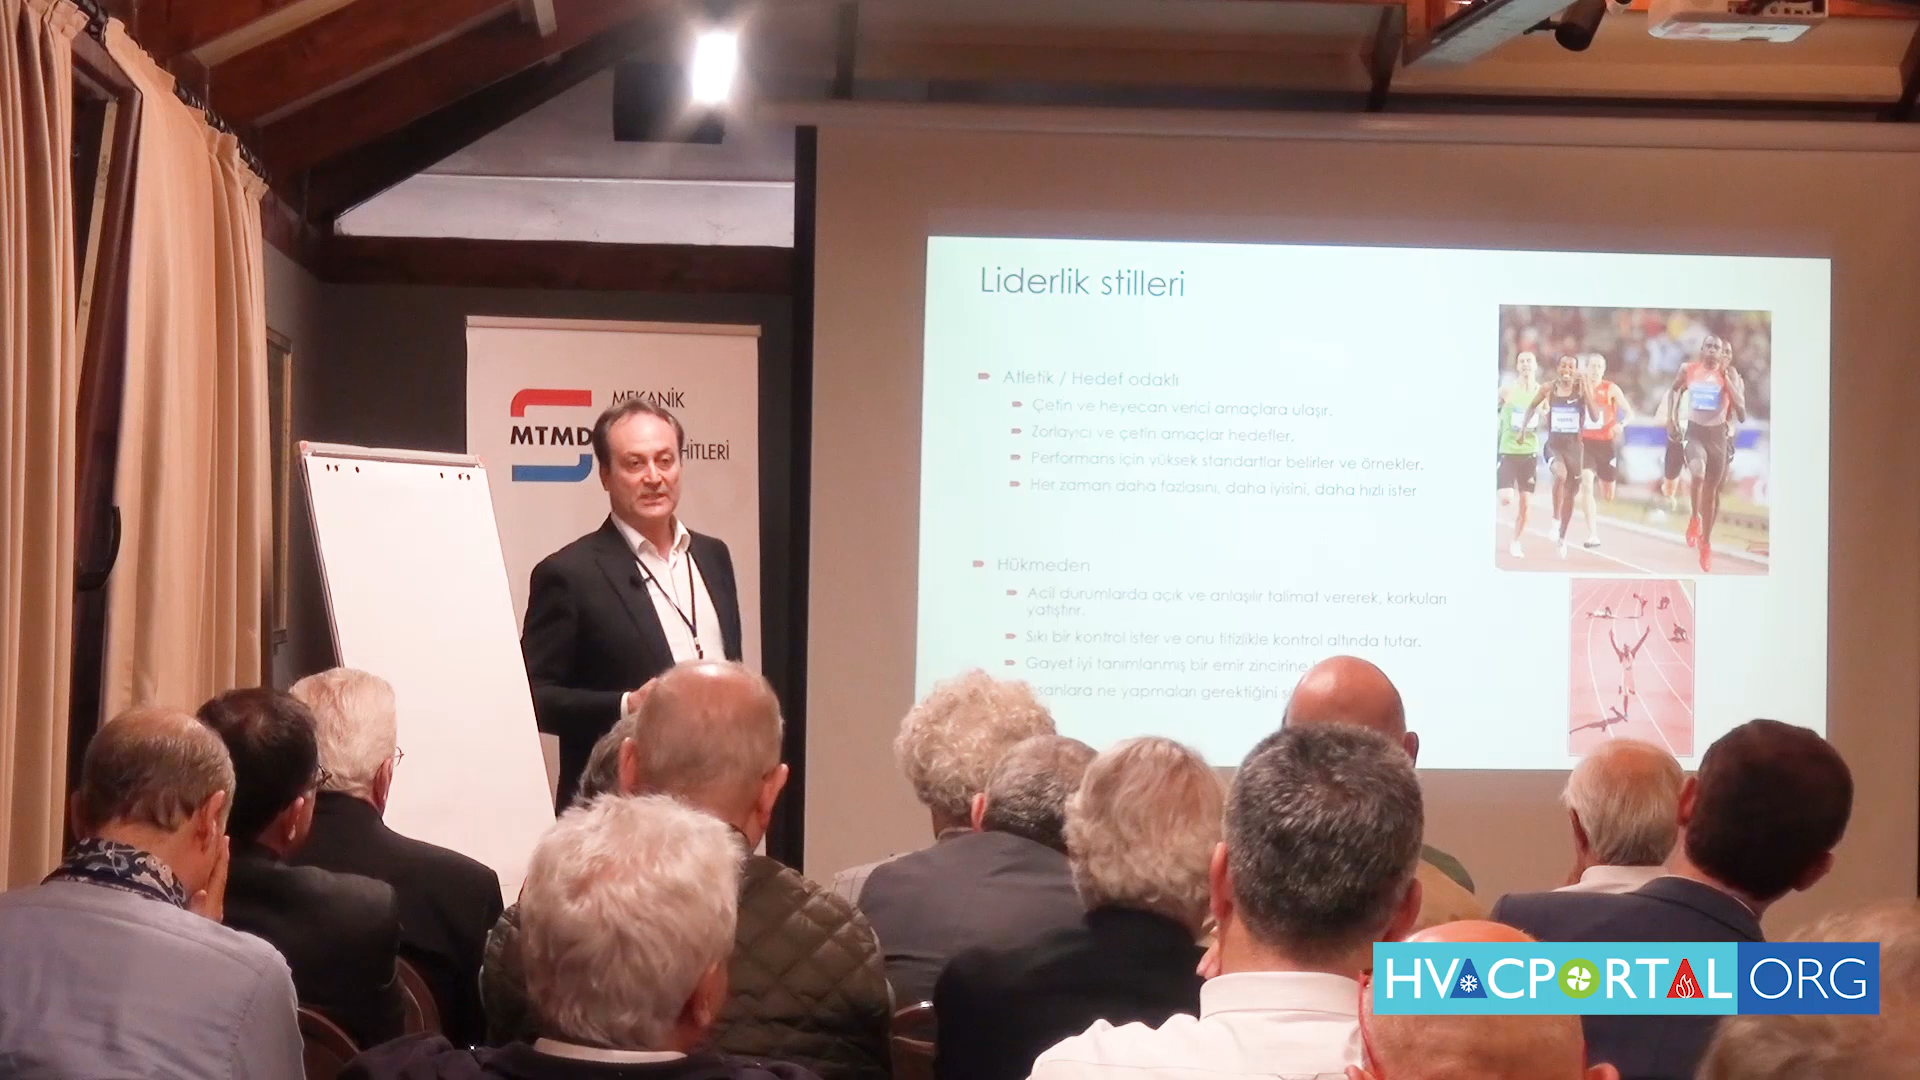 Liderlik stilleri
Atletik / Hedef odaklı
Çetin ve heyecan verici amaçlara ulaşır.
Zorlayıcı ve çetin amaçlar hedefler.
Performans için yüksek standartlar belirler ve örnekler.
Her zaman daha fazlasını, daha iyisini, daha hızlı ister
Hükmeden
Acil durumlarda açık ve anlaşılır talimat vererek, korkuları
yatıştırır.
Sıkı bir kontrol ister ve onu titizlikle kontrol altında tutar.
Gayet iyi tanımlanmış bir emir zincirine
sanlara ne yapmaları gerektiğini
MEKANİK
MTMD
HİTLERİ
HVACPORTAL ORG